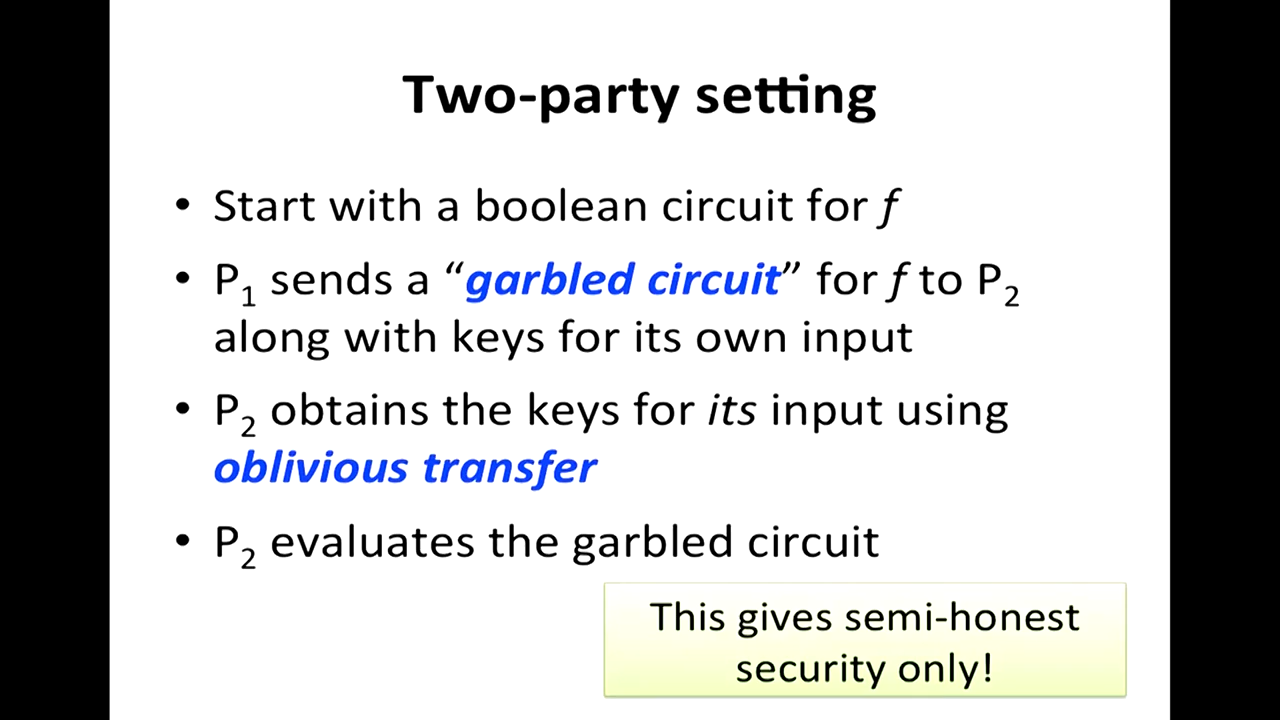 Two-party setting
• Start with a boolean circuit for f
• P₁ sends a “garbled circuit” for f to P₂
along with keys for its own input
• P₂ obtains the keys for its input using
oblivious transfer
• P₂ evaluates the garbled circuit
This gives semi-honest
security only!